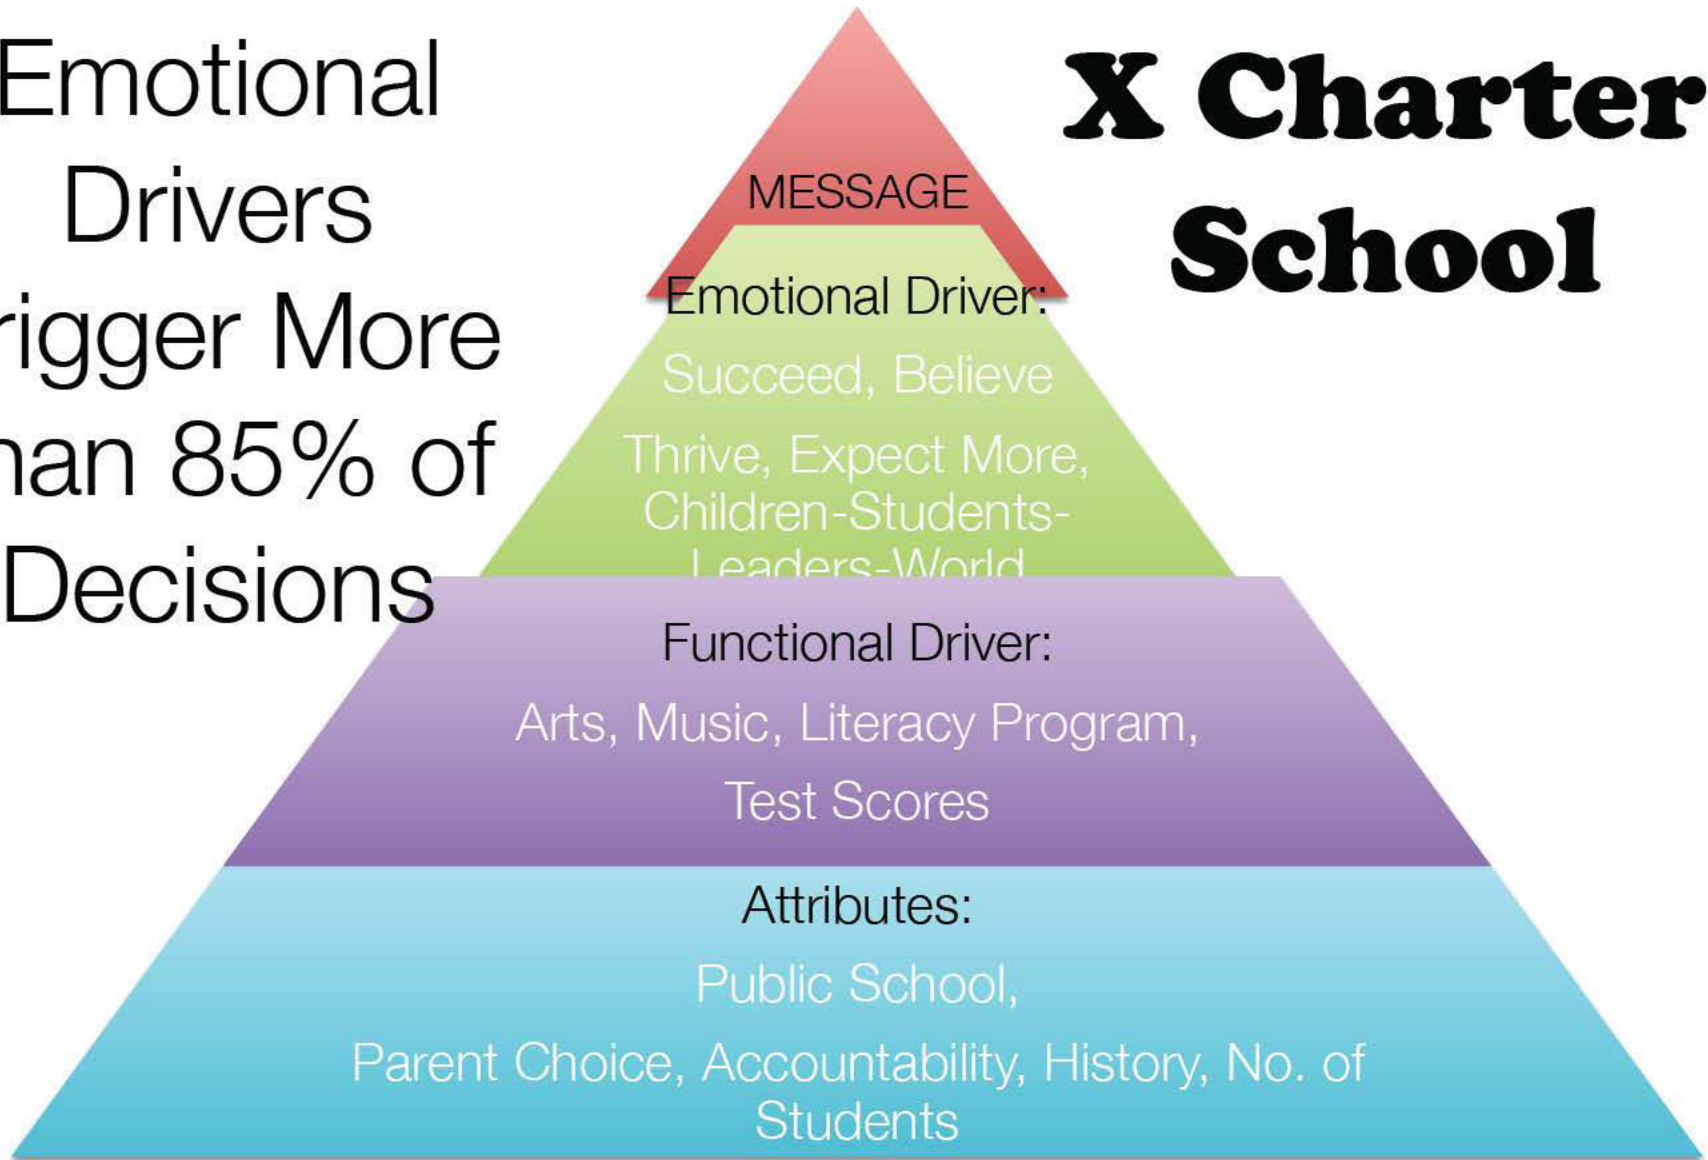 Emotional
Drivers
rigger More
han 85% of
Decisions
X Charter
School
MESSAGE
Emotional Driver:
Succeed, Believe
Thrive, Expect More,
Children-Students-
Leaders-World
Functional Driver:
Arts, Music, Literacy Program,
Test Scores
Attributes:
Public School,
Parent Choice, Accountability, History, No. of
Students